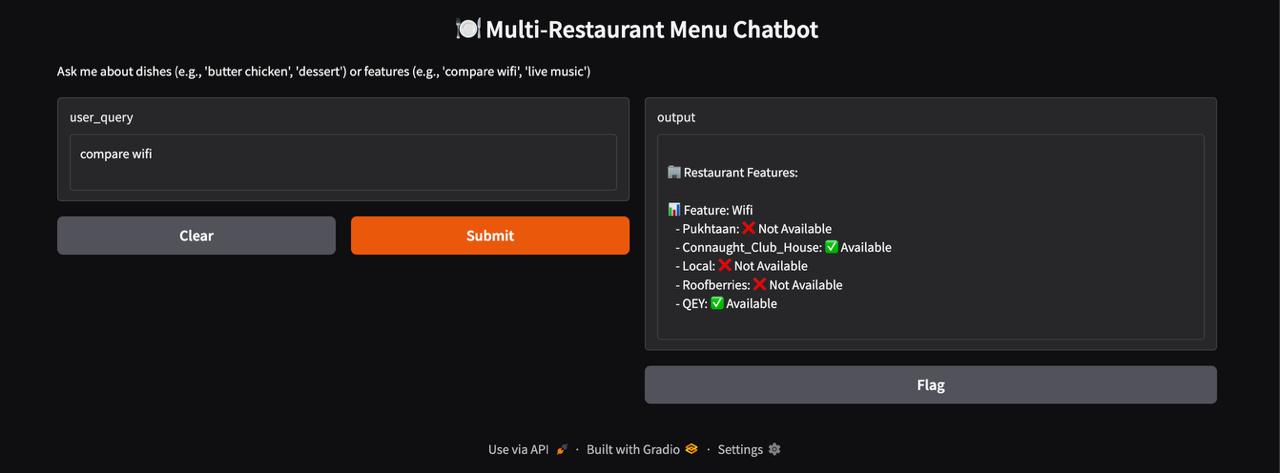 🍽️ Multi-Restaurant Menu Chatbot
Ask me about dishes (e.g., 'butter chicken', 'dessert') or features (e.g., 'compare wifi', 'live music')
user_query
compare wifi
Clear
Submit
output
🏢 Restaurant Features:
📊 Feature: Wifi
- Pukhtaan: ❌ Not Available
- Connaught_Club_House: ✅ Available
- Local: ❌ Not Available
- Roofberries: ❌ Not Available
- QEY: ✅ Available
Flag
Use via API 🚀 · Built with Gradio · Settings ⚙️